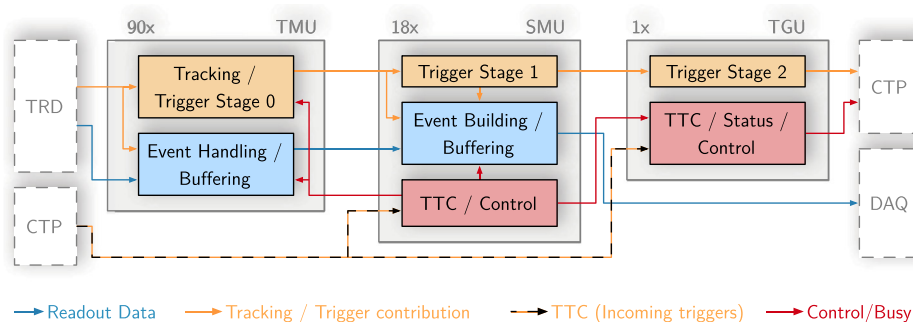 90x TMU 18x SMU 1x TGU
TRD
Tracking /
Trigger Stage 0
Event Handling /
Buffering
CTP
Trigger Stage 1
Event Building /
Buffering
TTC / Control
Trigger Stage 2
TTC / Status /
Control
CTP
DAQ
Readout Data Tracking / Trigger contribution TTC (Incoming triggers) Control/Busy